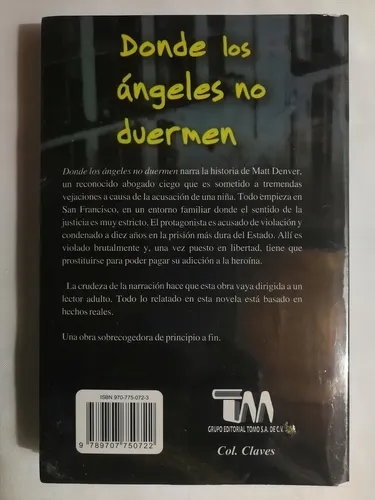 Donde los
ángeles no
duermen
Donde los ángeles no duermen narra la historia de Matt Denver,
un reconocido abogado ciego que es sometido a tremendas
vejaciones a causa de la acusación de una niña. Todo empieza en
San Francisco, en un entorno familiar donde el sentido de la
justicia es muy estricto. El protagonista es acusado de violación y
condenado a diez años en la prisión más dura del Estado. Allí es
violado brutalmente y, una vez puesto en libertad, tiene que
prostituirse para poder pagar su adicción a la heroína.
La crudeza de la narración hace que esta obra vaya dirigida a un
lector adulto. Todo lo relatado en esta novela está basado en
hechos reales.
Una obra sobrecogedora de principio a fin.
ISBN 970-775-072-3
9 789707 750722
TM
GRUPO EDITORIAL TOMO S.A. DE C.V.
Col. Claves